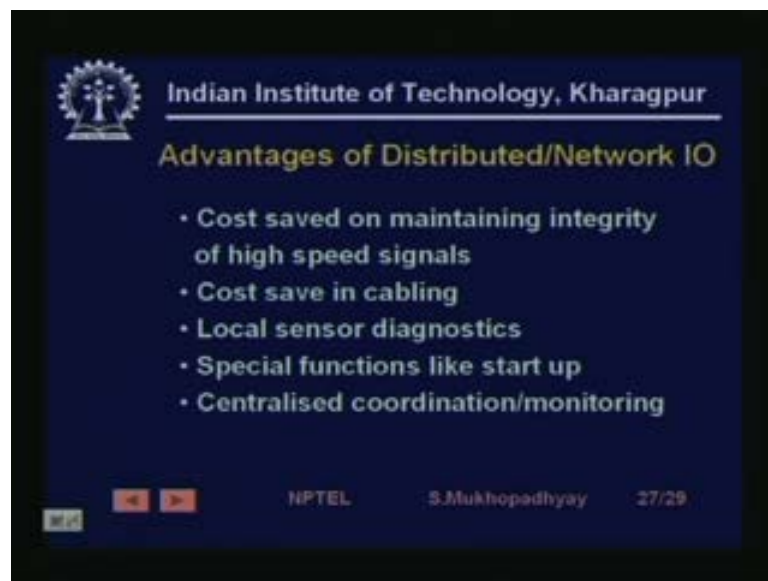 Indian Institute of Technology, Kharagpur
Advantages of Distributed/Network IO
• Cost saved on maintaining integrity
of high speed signals
• Cost save in cabling
• Local sensor diagnostics
• Special functions like start up
• Centralised coordination/monitoring
NPTEL S.Mukhopadhyay 27/29